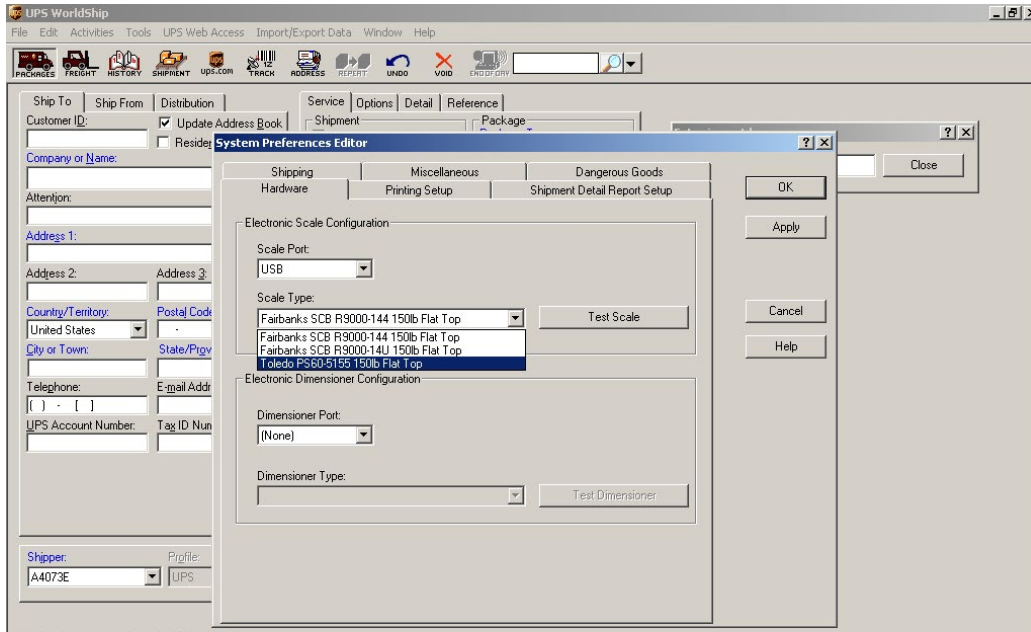 UPS WorldShip
File Edit Activities Tools UPS Web Access Import/Export Data Window Help
PACKAGES FREIGHT HISTORY SHIPMENT ups.com TRACK ADDRESS REPEAT UNDO VOID END OF DAY
Ship To Ship From Distribution
Service Options Detail Reference
Customer ID:
Update Address Book
Shipment
Package
Company or Name:
Attention:
Address 1:
Address 2: Address 3:
Country/Territory: Postal Code
United States
City or Town:
Telephone:
( ) - [ ]
UPS Account Number:
Shipper: Profile:
A4073E UPS
Close
System Preferences Editor
Shipping Miscellaneous Dangerous Goods
Hardware Printing Setup Shipment Detail Report Setup
Electronic Scale Configuration
Scale Port:
USB
Scale Type:
Fairbanks SCB R9000-144 150lb Flat Top
Test Scale
Fairbanks SCB R9000-144 150lb Flat Top
Fairbanks SCB R9000-14U 150lb Flat Top
Toledo PS60-5155 150lb Flat Top
Electronic Dimensioner Configuration
Dimensioner Port:
(None)
Dimensioner Type:
Test Dimensioner
OK
Apply
Cancel
Help